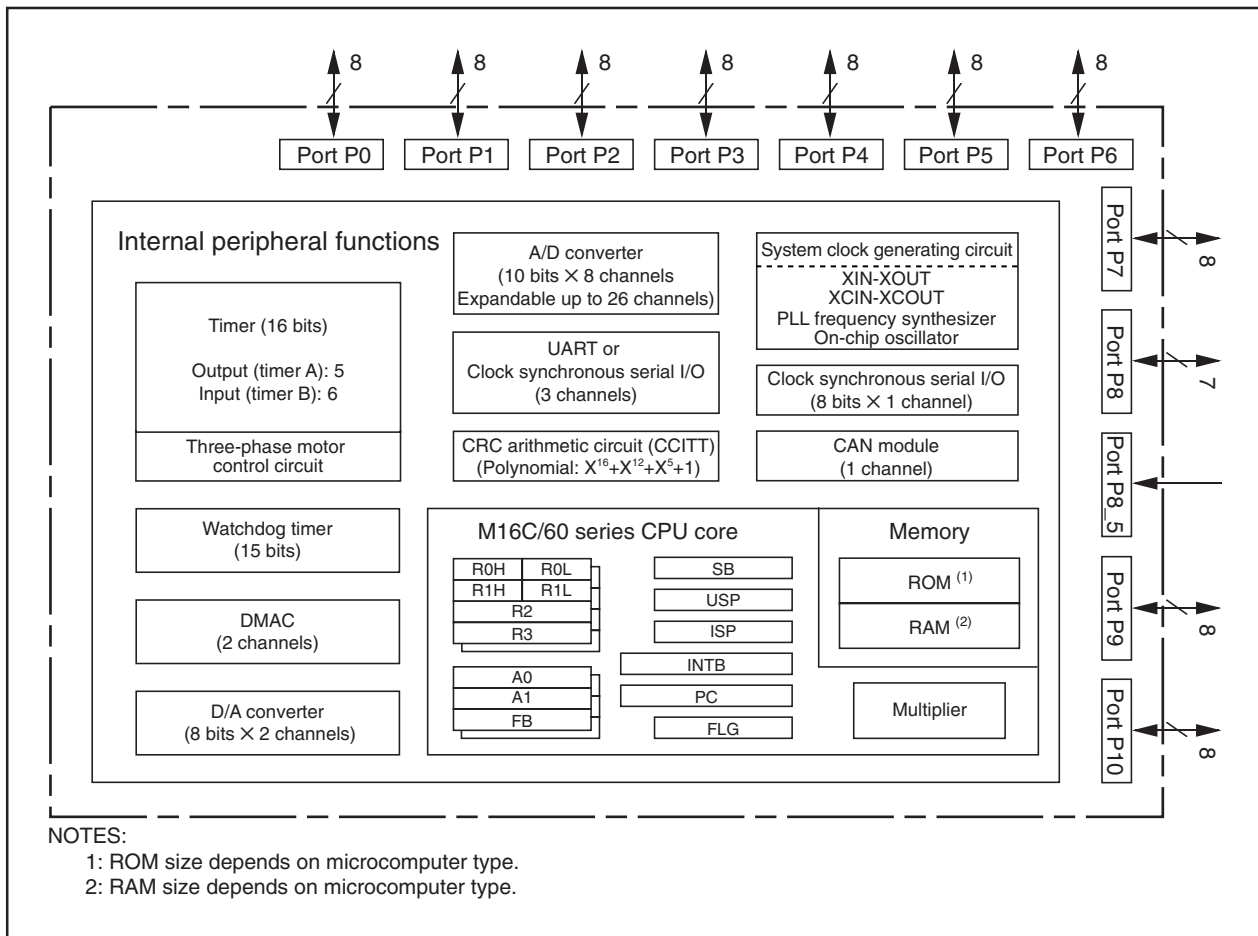 8 8 8 8 8 8 8
Port P0 Port P1 Port P2 Port P3 Port P4 Port P5 Port P6
Internal peripheral functions
Timer (16 bits)
Output (timer A): 5
Input (timer B): 6
Three-phase motor
control circuit
Watchdog timer
(15 bits)
DMAC
(2 channels)
D/A converter
(8 bits × 2 channels)
A/D converter
(10 bits × 8 channels
Expandable up to 26 channels)
UART or
Clock synchronous serial I/O
(3 channels)
CRC arithmetic circuit (CCITT)
(Polynomial: X¹⁶+X¹²+X⁵+1)
System clock generating circuit
XIN-XOUT
XCIN-XCOUT
PLL frequency synthesizer
On-chip oscillator
Clock synchronous serial I/O
(8 bits × 1 channel)
CAN module
(1 channel)
M16C/60 series CPU core
R0H R0L
R1H R1L
R2
R3
A0
A1
FB
SB
USP
ISP
INTB
PC
FLG
Memory
ROM (1)
RAM (2)
Multiplier
Port P7
8
Port P8
7
Port P8_5
Port P9
8
Port P10
8
NOTES:
1: ROM size depends on microcomputer type.
2: RAM size depends on microcomputer type.